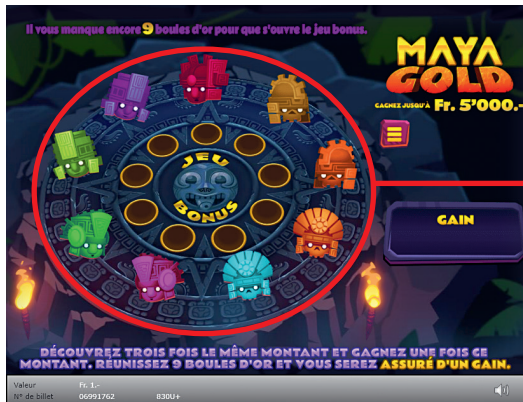 Il vous manque encore 9 boules d'or pour que s'ouvre le jeu bonus.
MAYA
GOLD
GAGNEZ JUSQU'À Fr. 5'000.-
JEU
BONUS
GAIN
DÉCOUVREZ TROIS FOIS LE MÊME MONTANT ET GAGNEZ UNE FOIS CE
MONTANT. RÉUNISSEZ 9 BOULES D'OR ET VOUS SEREZ ASSURÉ D'UN GAIN.
Valeur Fr. 1.-
N° de billet 06991762 830U+